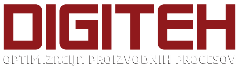 DIGITEH
OPTIMIZACIJA PROIZVODNIH PROCESOV